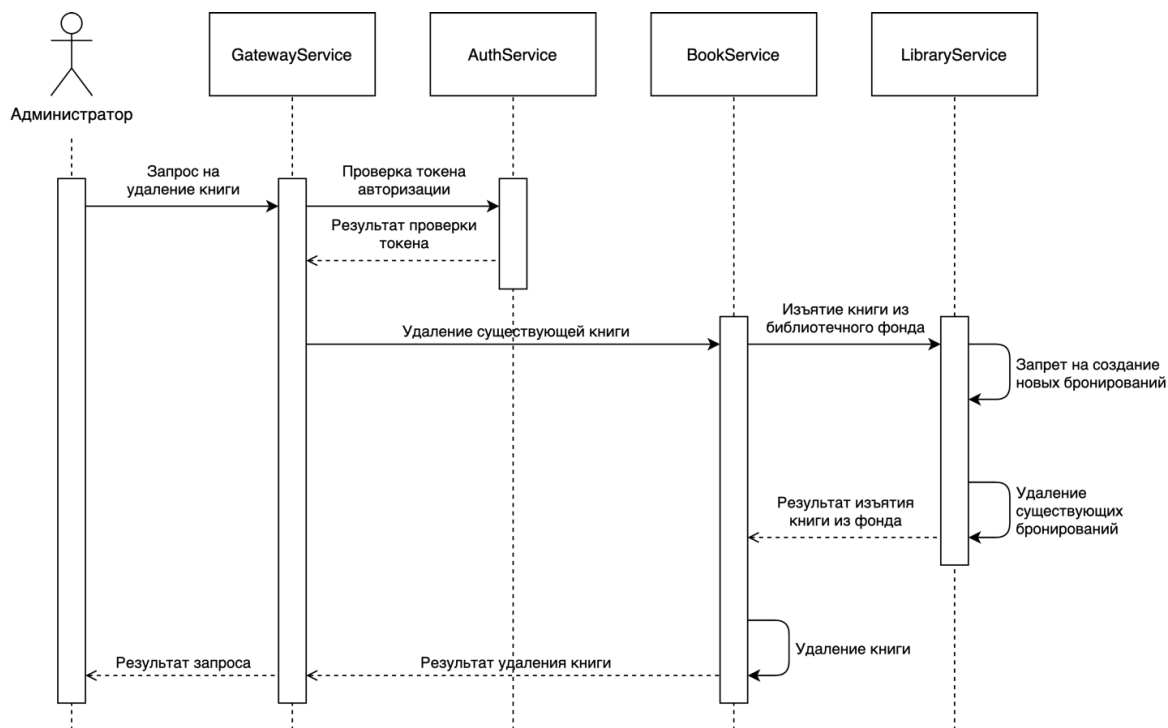 GatewayService
AuthService
BookService
LibraryService
Администратор
Запрос на
удаление книги
Проверка токена
авторизации
Результат проверки
токена
Удаление существующей книги
Изъятие книги из
библиотечного фонда
Запрет на создание
новых бронирований
Удаление
существующих
бронирований
Результат изъятия
книги из фонда
Удаление книги
Результат удаления книги
Результат запроса